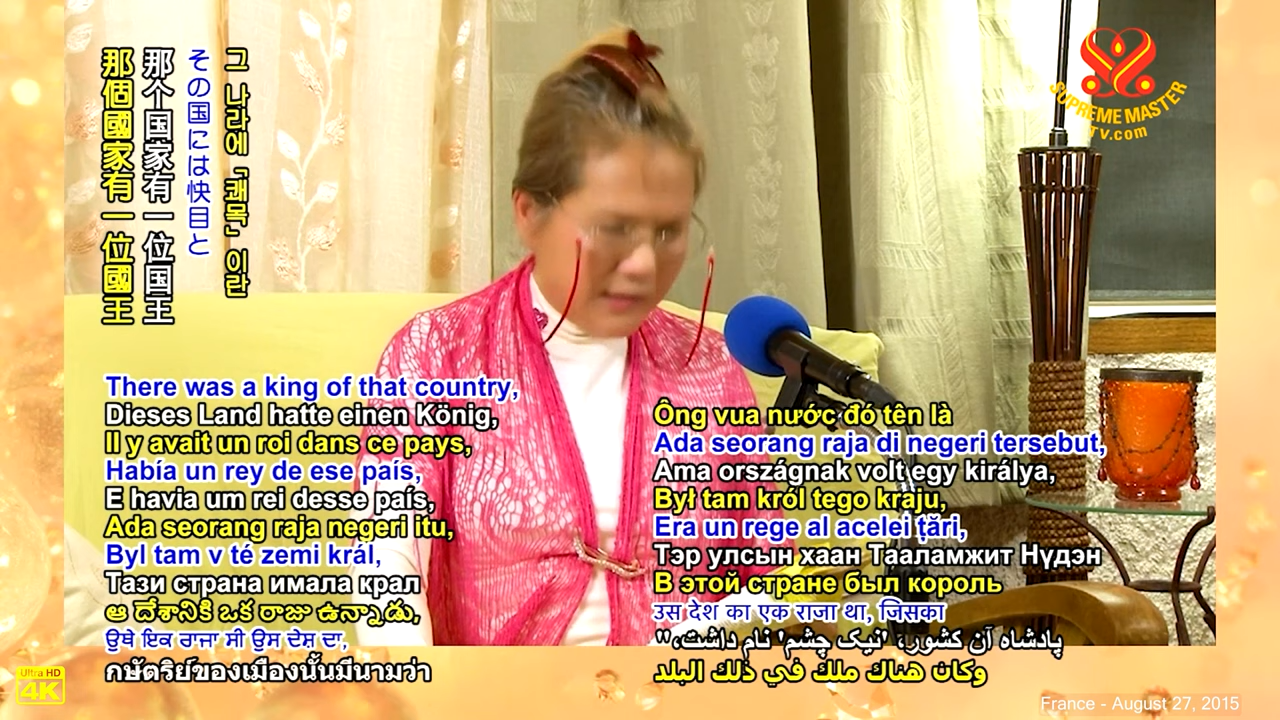 그 나라에 「쾌목」 이란
その国には快目と
那个国家有一位国王
那個國家有一位國王
SUPREME MASTER
TV.com
There was a king of that country,
Dieses Land hatte einen König,
Il y avait un roi dans ce pays,
Había un rey de ese país,
E havia um rei desse país,
Ada seorang raja negeri itu,
Byl tam v té zemi král,
Тази страна имала крал
ఆ దేశానికి ఒక రాజు ఉన్నాడు,
ਉਥੇ ਇਕ ਰਾਜਾ ਸੀ ਉਸ ਦੇਸ਼ ਦਾ,
กษัตริย์ของเมืองนั้นมีนามว่า
Ông vua nước đó tên là
Ada seorang raja di negeri tersebut,
Ama országnak volt egy királya,
Był tam król tego kraju,
Era un rege al acelei țări,
Тэр улсын хаан Тааламжит Нүдэн
В этой стране был король
उस देश का एक राजा था, जिसका
پادشاه آن کشور، 'نیک چشم' نام داشت،"
وكان هناك ملك في ذلك البلد
Ultra HD
4K
France - August 27, 2015